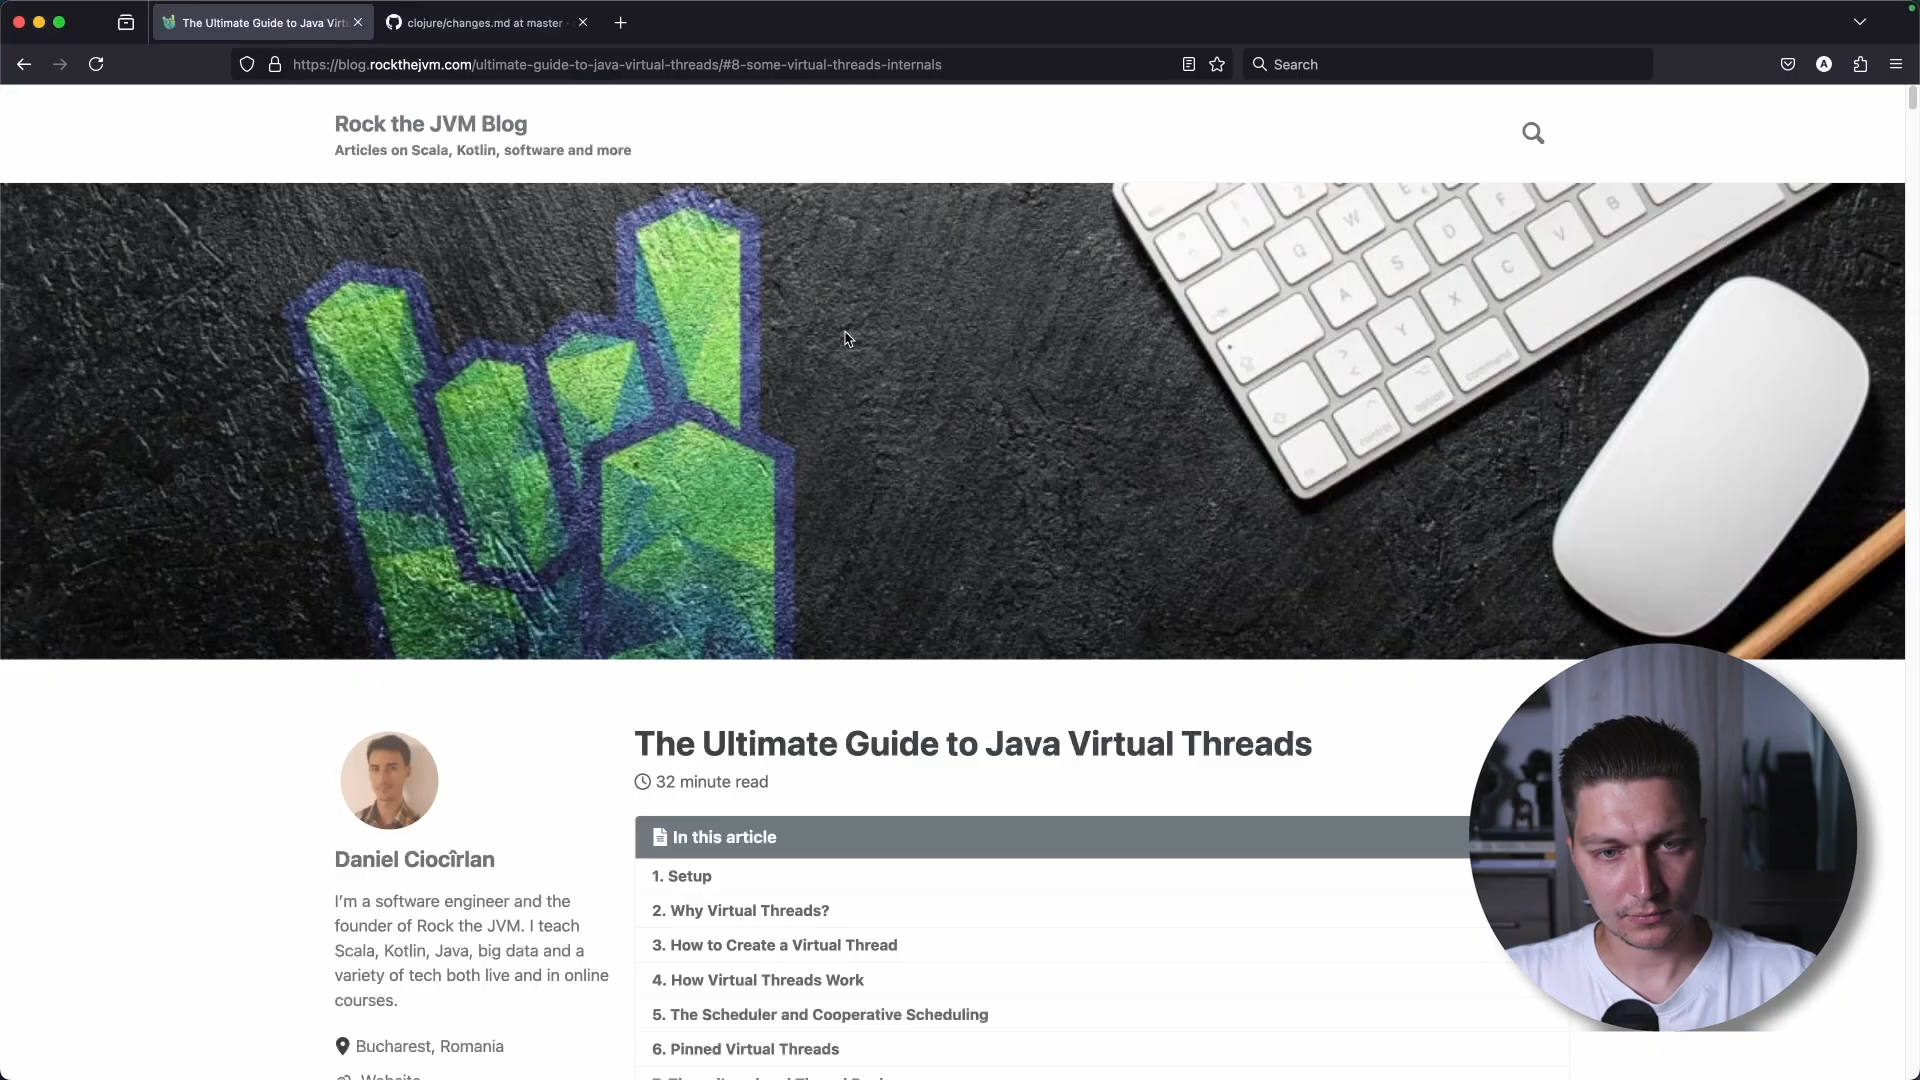 The Ultimate Guide to Java Virt
clojure/changes.md at master
https://blog.rockthejvm.com/ultimate-guide-to-java-virtual-threads/#8-some-virtual-threads-internals
Search
A
Rock the JVM Blog
Articles on Scala, Kotlin, software and more
Q
W
E
F
B
A
S
D
C
V
Y
X
control
option
command
The Ultimate Guide to Java Virtual Threads
32 minute read
In this article
1. Setup
2. Why Virtual Threads?
3. How to Create a Virtual Thread
4. How Virtual Threads Work
5. The Scheduler and Cooperative Scheduling
6. Pinned Virtual Threads
Daniel Ciocîrlan
I'm a software engineer and the
founder of Rock the JVM. I teach
Scala, Kotlin, Java, big data and a
variety of tech both live and in online
courses.
Bucharest, Romania
Website